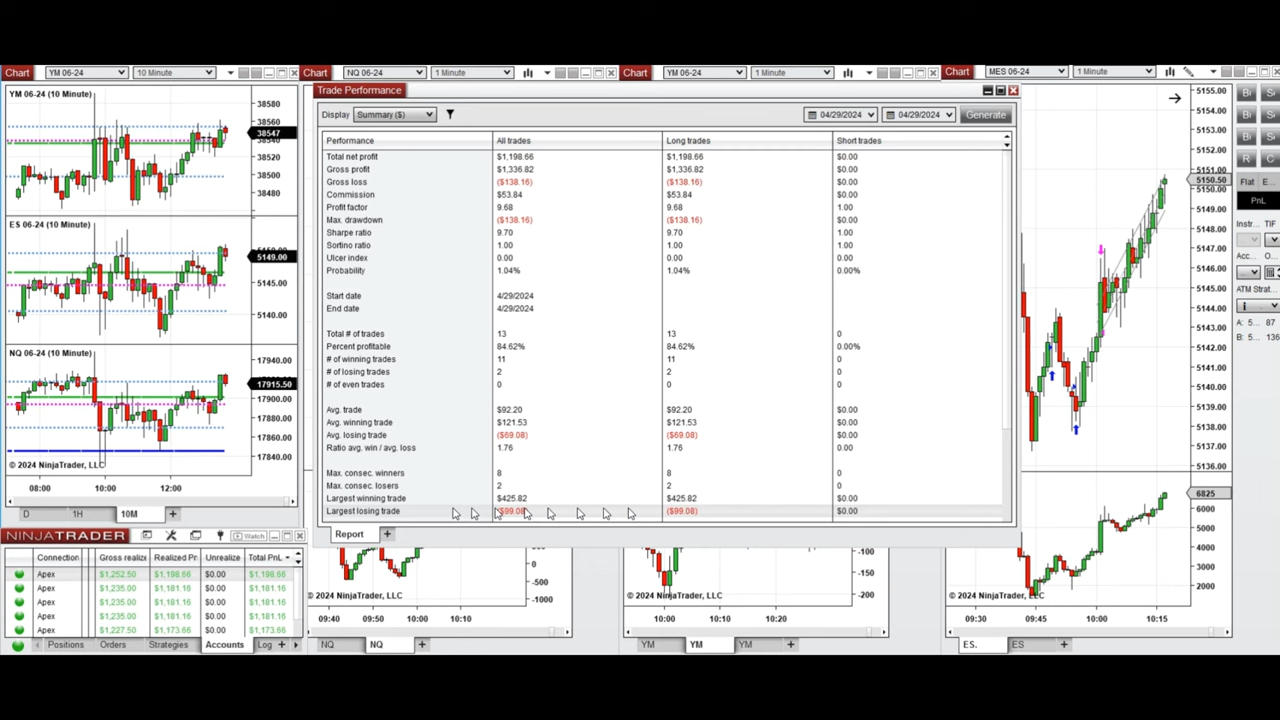 Chart YM 06-24 10 Minute
Chart NQ 06-24 1 Minute
Chart YM 06-24 1 Minute
Chart MES 06-24 1 Minute
YM 06-24 (10 Minute)
38580
38560
38547
38540
38520
38500
38480
ES 06-24 (10 Minute)
5149.00
5145.00
5140.00
NQ 06-24 (10 Minute)
17940.00
17915.50
17900.00
17880.00
17860.00
17840.00
© 2024 NinjaTrader, LLC
08:00 10:00 12:00
D 1H 10M +
Trade Performance
Display Summary ($) 04/29/2024 04/29/2024 Generate
Performance All trades Long trades Short trades
Total net profit $1,198.66 $1,198.66 $0.00
Gross profit $1,336.82 $1,336.82 $0.00
Gross loss ($138.16) ($138.16) $0.00
Commission $53.84 $53.84 $0.00
Profit factor 9.68 9.68 1.00
Max. drawdown ($138.16) ($138.16) $0.00
Sharpe ratio 9.70 9.70 1.00
Sortino ratio 1.00 1.00 1.00
Ulcer index 0.00 0.00 0.00
Probability 1.04% 1.04% 0.00%
Start date 4/29/2024
End date 4/29/2024
Total # of trades 13 13 0
Percent profitable 84.62% 84.62% 0.00%
# of winning trades 11 11 0
# of losing trades 2 2 0
# of even trades 0 0 0
Avg. trade $92.20 $92.20 $0.00
Avg. winning trade $121.53 $121.53 $0.00
Avg. losing trade ($69.08) ($69.08) $0.00
Ratio avg. win / avg. loss 1.76 1.76 0.00
Max. consec. winners 8 8 0
Max. consec. losers 2 2 0
Largest winning trade $425.82 $425.82 $0.00
Largest losing trade ($99.08) ($99.08) $0.00
Report +
5155.00
5154.00
5153.00
5152.00
5151.00
5150.50
5150.00
5149.00
5148.00
5147.00
5146.00
5144.00
5143.00
5142.00
5140.00
5139.00
5137.00
5136.00
6825
6000
5000
4000
3000
2000
© 2024 NinjaTrader, LLC
09:30 09:45 10:00 10:15
ES. ES +
Flat E...
PnL
Instr... TIF
Acc... O...
ATM Strat...
A: 5... 87
B: 5... 136
NINJATRADER Watch
Connection Gross realize Realized Pr Unrealize Total PnL
Apex $1,252.50 $1,198.66 $0.00 $1,198.66
Apex $1,235.00 $1,181.16 $0.00 $1,181.16
Apex $1,235.00 $1,181.16 $0.00 $1,181.16
Apex $1,235.00 $1,181.16 $0.00 $1,181.16
Apex $1,227.50 $1,173.66 $0.00 $1,173.66
Positions Orders Strategies Accounts Log +
0
-500
-1000
© 2024 NinjaTrader, LLC
09:40 09:50 10:00 10:10
NQ NQ +
-100
-200
© 2024 NinjaTrader, LLC
10:00 10:10 10:20
YM YM YM +